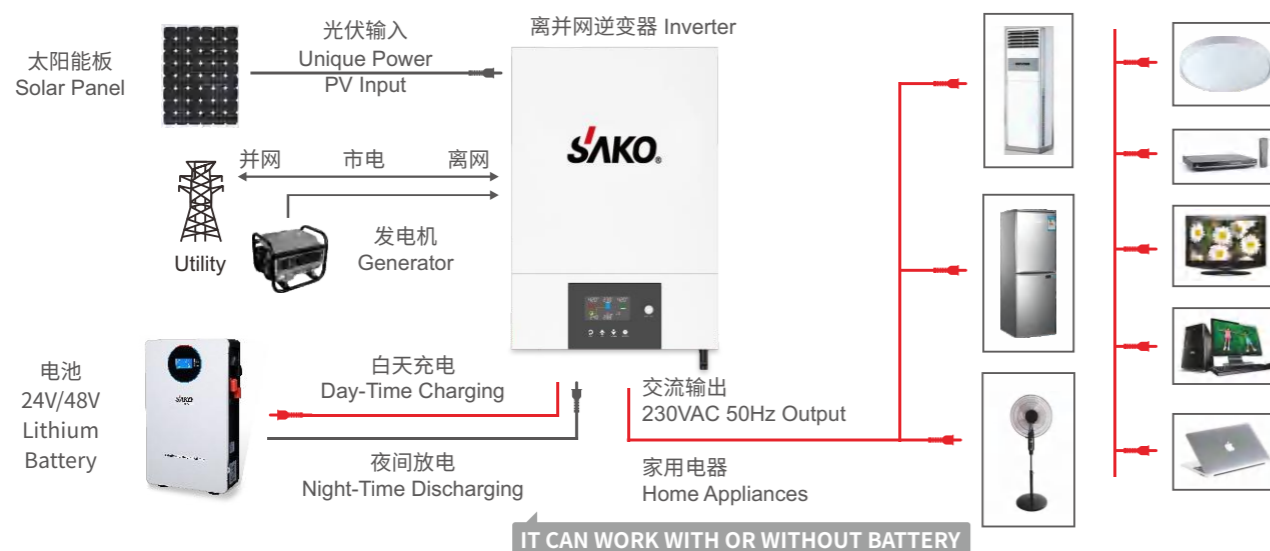 太阳能板
Solar Panel
光伏输入
Unique Power
PV Input
离并网逆变器 Inverter
SAKO®
并网
市电
离网
Utility
发电机
Generator
电池
24V/48V
Lithium
Battery
SAKO
白天充电
Day-Time Charging
夜间放电
Night-Time Discharging
交流输出
230VAC 50Hz Output
家用电器
Home Appliances
IT CAN WORK WITH OR WITHOUT BATTERY